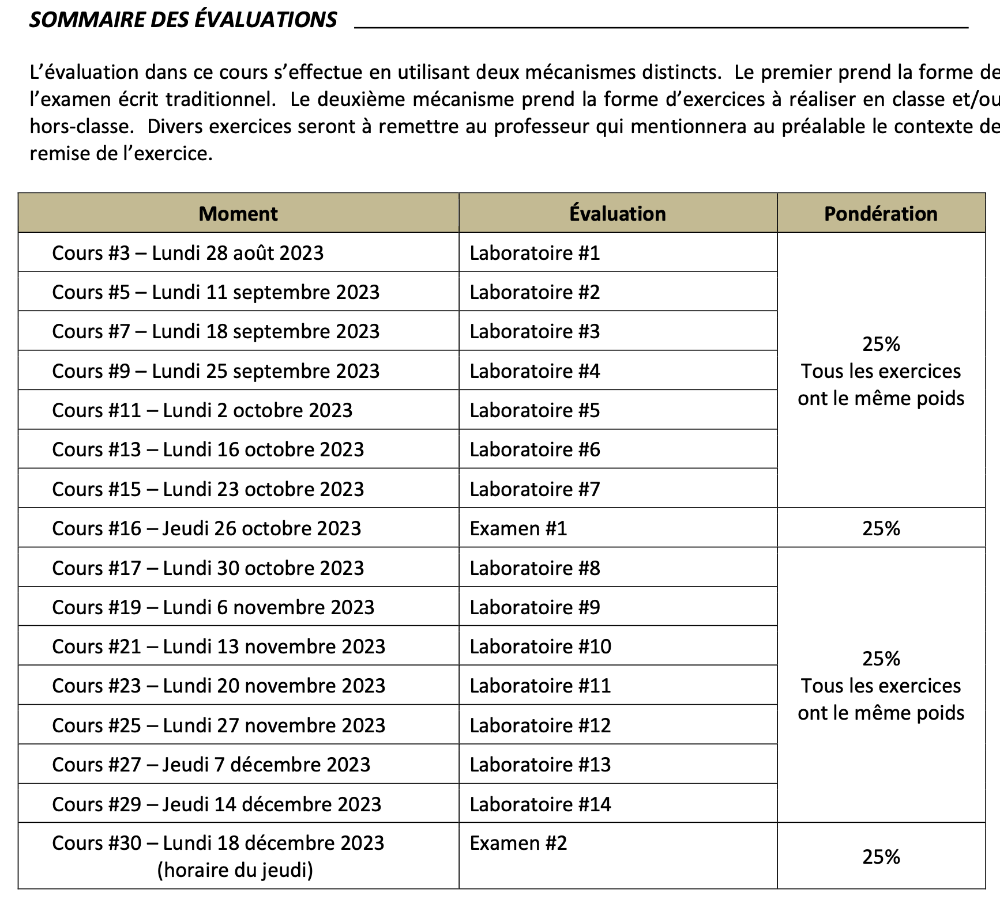 SOMMAIRE DES ÉVALUATIONS
L’évaluation dans ce cours s’effectue en utilisant deux mécanismes distincts. Le premier prend la forme de
l’examen écrit traditionnel. Le deuxième mécanisme prend la forme d’exercices à réaliser en classe et/ou
hors-classe. Divers exercices seront à remettre au professeur qui mentionnera au préalable le contexte de
remise de l’exercice.
Moment Évaluation Pondération
Cours #3 – Lundi 28 août 2023 Laboratoire #1
Cours #5 – Lundi 11 septembre 2023 Laboratoire #2
Cours #7 – Lundi 18 septembre 2023 Laboratoire #3
Cours #9 – Lundi 25 septembre 2023 Laboratoire #4
Cours #11 – Lundi 2 octobre 2023 Laboratoire #5
Cours #13 – Lundi 16 octobre 2023 Laboratoire #6
Cours #15 – Lundi 23 octobre 2023 Laboratoire #7
25%
Tous les exercices
ont le même poids
Cours #16 – Jeudi 26 octobre 2023 Examen #1 25%
Cours #17 – Lundi 30 octobre 2023 Laboratoire #8
Cours #19 – Lundi 6 novembre 2023 Laboratoire #9
Cours #21 – Lundi 13 novembre 2023 Laboratoire #10
Cours #23 – Lundi 20 novembre 2023 Laboratoire #11
Cours #25 – Lundi 27 novembre 2023 Laboratoire #12
Cours #27 – Jeudi 7 décembre 2023 Laboratoire #13
Cours #29 – Jeudi 14 décembre 2023 Laboratoire #14
25%
Tous les exercices
ont le même poids
Cours #30 – Lundi 18 décembre 2023 Examen #2
(horaire du jeudi)
25%